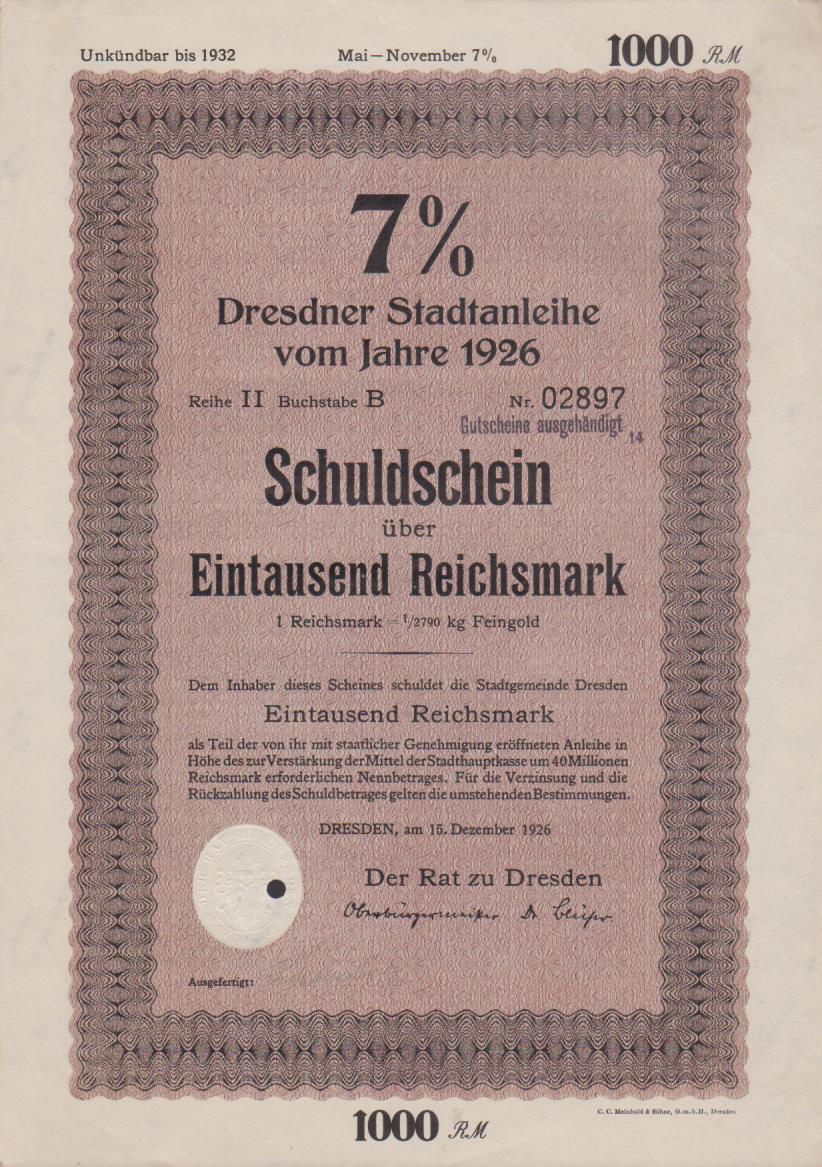 Unkündbar bis 1932 Mai – November 7% 1000 RM
7%
Dresdner Stadtanleihe
vom Jahre 1926
Reihe II Buchstabe B Nr. 02897
Gutscheine ausgehändigt 14
Schuldschein
über
Eintausend Reichsmark
1 Reichsmark = 1/2790 kg Feingold
Dem Inhaber dieses Scheines schuldet die Stadtgemeinde Dresden
Eintausend Reichsmark
als Teil der von ihr mit staatlicher Genehmigung eröffneten Anleihe in
Höhe des zur Verstärkung der Mittel der Stadthauptkasse um 40 Millionen
Reichsmark erforderlichen Nennbetrages. Für die Verzinsung und die
Rückzahlung des Schuldbetrages gelten die umstehenden Bestimmungen.
DRESDEN, am 15. Dezember 1926
Der Rat zu Dresden
Oberbürgermeister Dr. Blüher
Ausgefertigt:
C. C. Meinhold & Söhne, G.m.b.H., Dresden
1000 RM